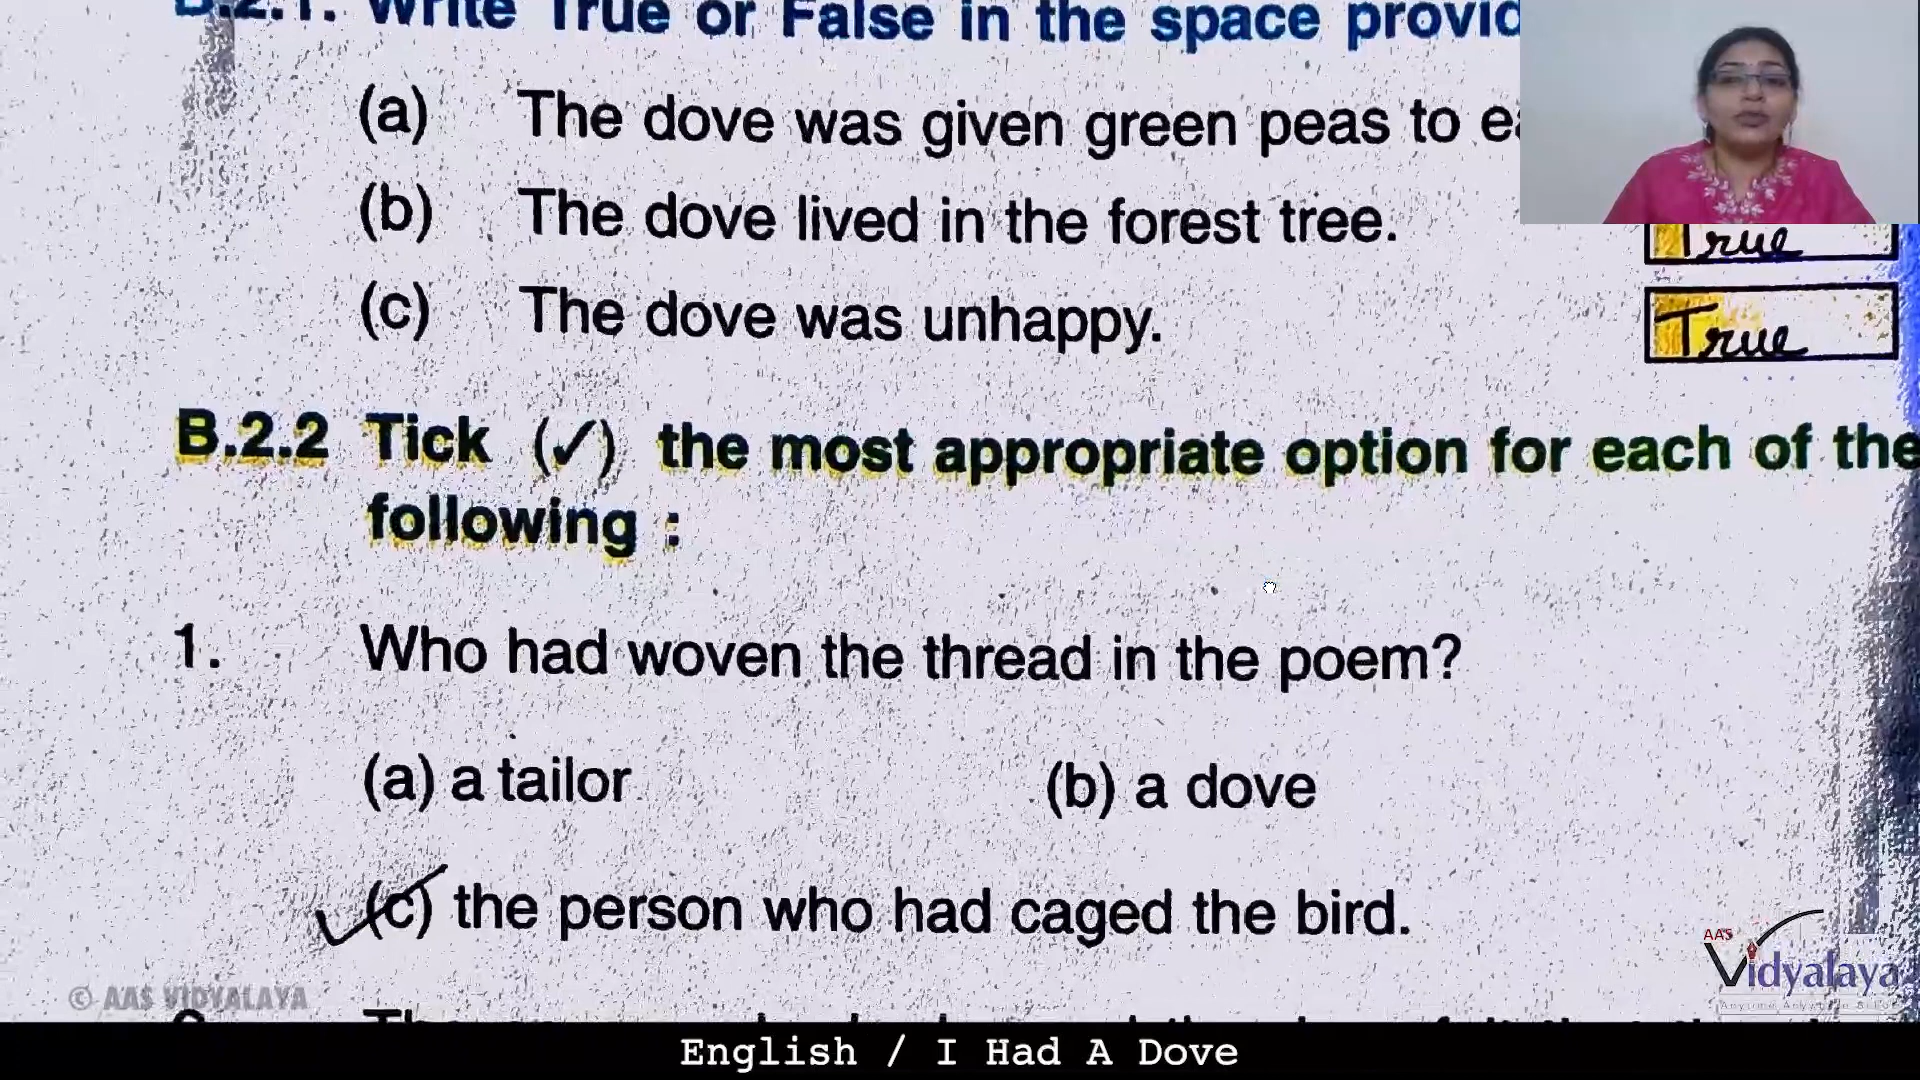 B.2.1. Write True or False in the space provid
(a) The dove was given green peas to ea
(b) The dove lived in the forest tree.
True
(c) The dove was unhappy.
True
B.2.2 Tick (✓) the most appropriate option for each of the
following :
1. Who had woven the thread in the poem?
(a) a tailor (b) a dove
(c) the person who had caged the bird.
AAS
Vidyalaya
© AAS VIDYALAYA
English / I Had A Dove